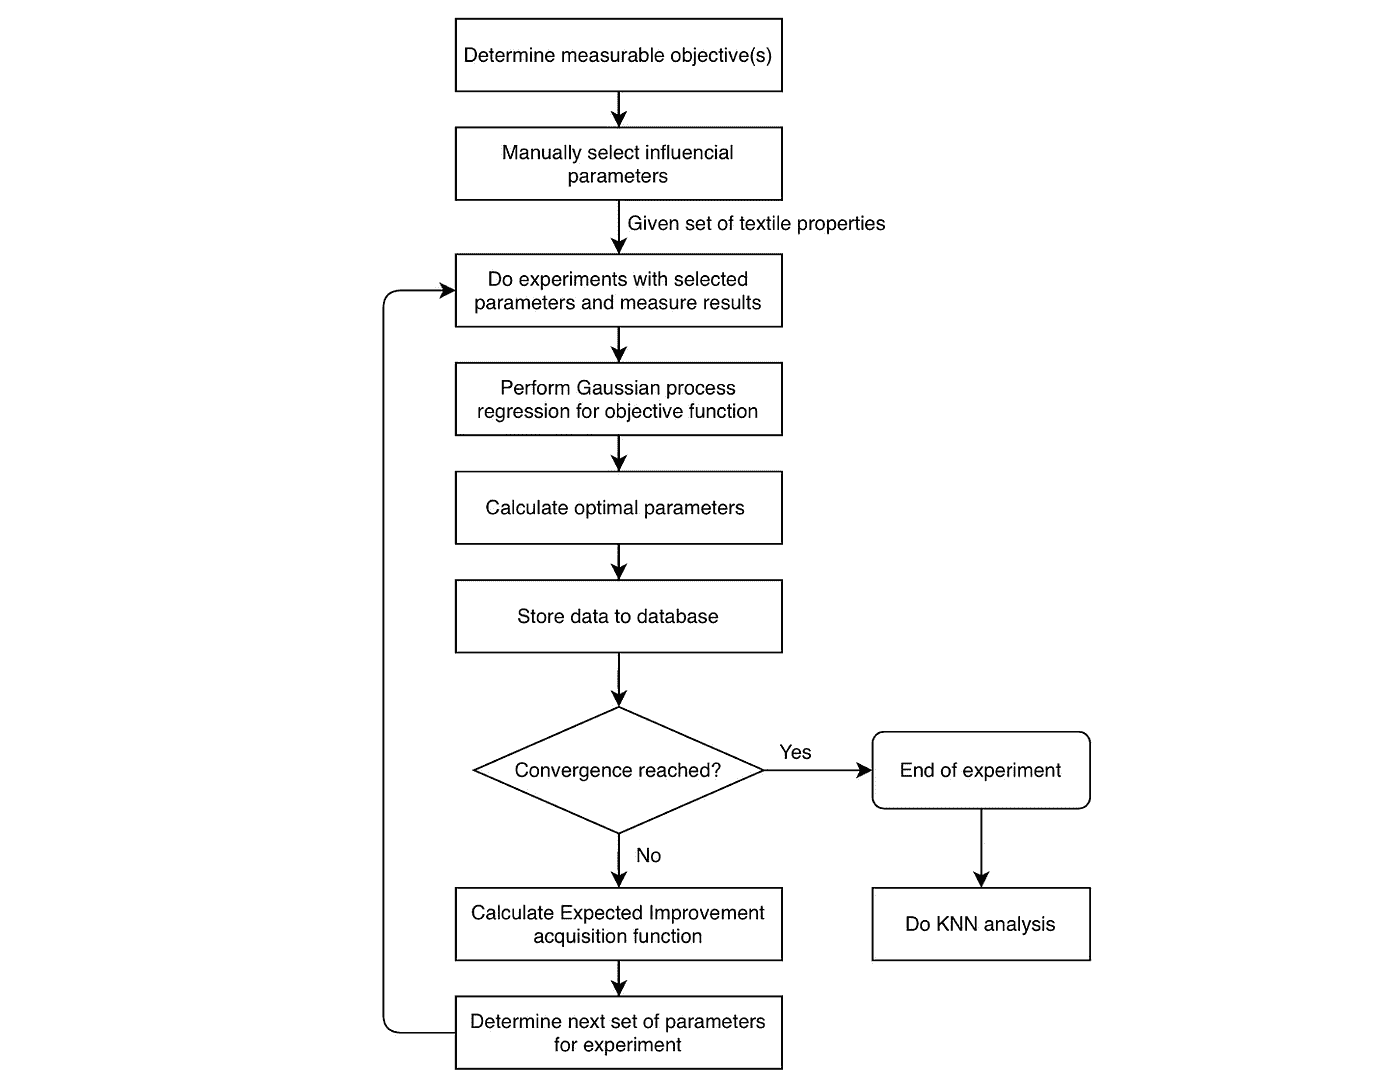 Determine measurable objective(s)
Manually select influencial
parameters
Given set of textile properties
Do experiments with selected
parameters and measure results
Perform Gaussian process
regression for objective function
Calculate optimal parameters
Store data to database
Convergence reached?
Yes
End of experiment
No
Calculate Expected Improvement
acquisition function
Do KNN analysis
Determine next set of parameters
for experiment